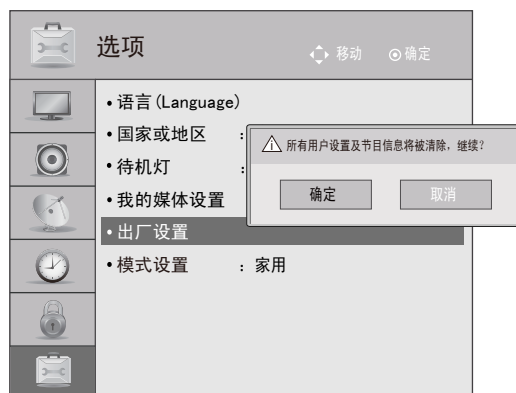 选项
移动 ⊙确定
•语言(Language)
•国家或地区 :
•待机灯 :
•我的媒体设置
•出厂设置
•模式设置 : 家用
所有用户设置及节目信息将被清除，继续?
确定
取消